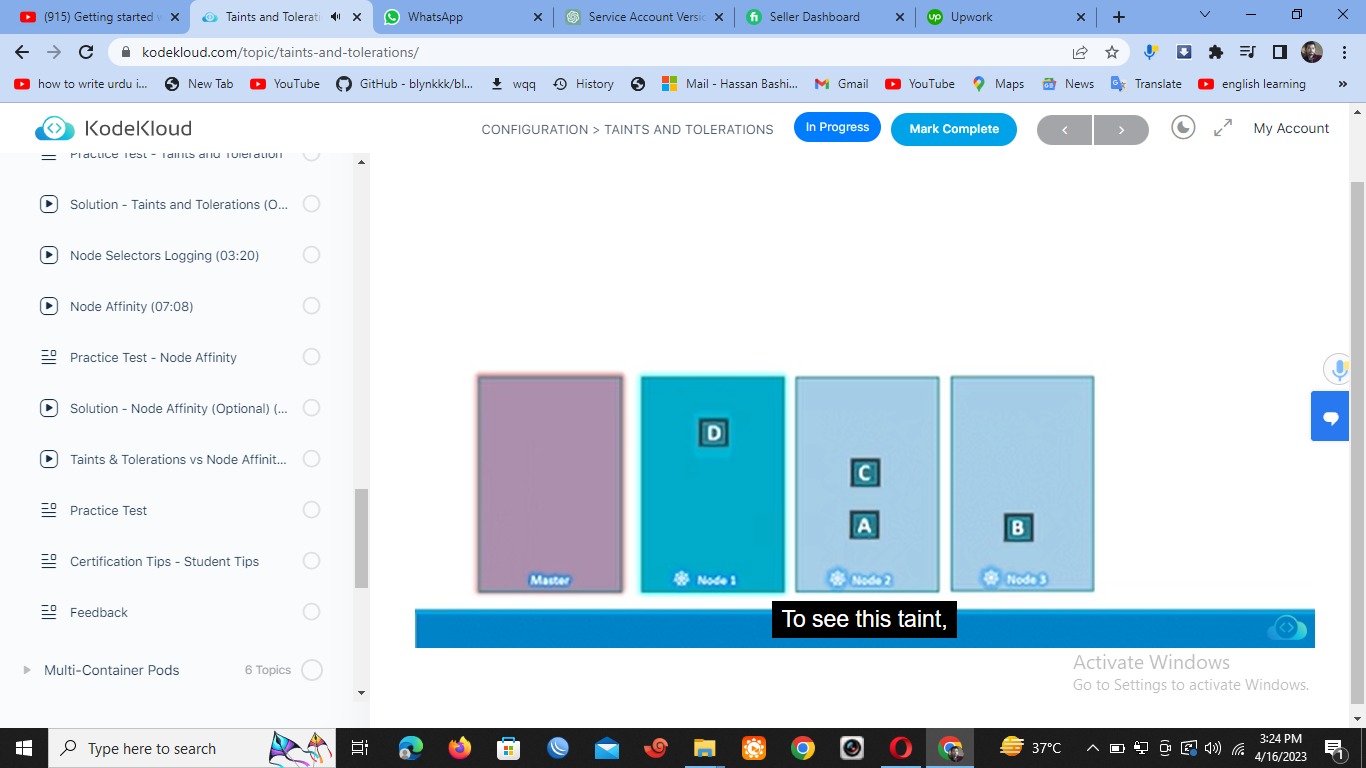 (915) Getting started w
Taints and Tolerati
WhatsApp
Service Account Versic
fi
Seller Dashboard
up
Upwork
kodekloud.com/topic/taints-and-tolerations/
how to write urdu i...
New Tab
YouTube
GitHub - blynkkk/bl...
wqq
History
Mail - Hassan Bashi...
Gmail
YouTube
Maps
News
Translate
english learning
»
KodeKloud
CONFIGURATION > TAINTS AND TOLERATIONS
In Progress
Mark Complete
My Account
Practice Test - Taints and Toleration
Solution - Taints and Tolerations (O...
Node Selectors Logging (03:20)
Node Affinity (07:08)
Practice Test - Node Affinity
Solution - Node Affinity (Optional) (...
Taints & Tolerations vs Node Affinit...
Practice Test
Certification Tips - Student Tips
Feedback
Multi-Container Pods
6 Topics
D
C
A
B
Master
Node 1
Node 2
Node 3
To see this taint,
Activate Windows
Go to Settings to activate Windows.
Type here to search
37°C
3:24 PM
4/16/2023
1